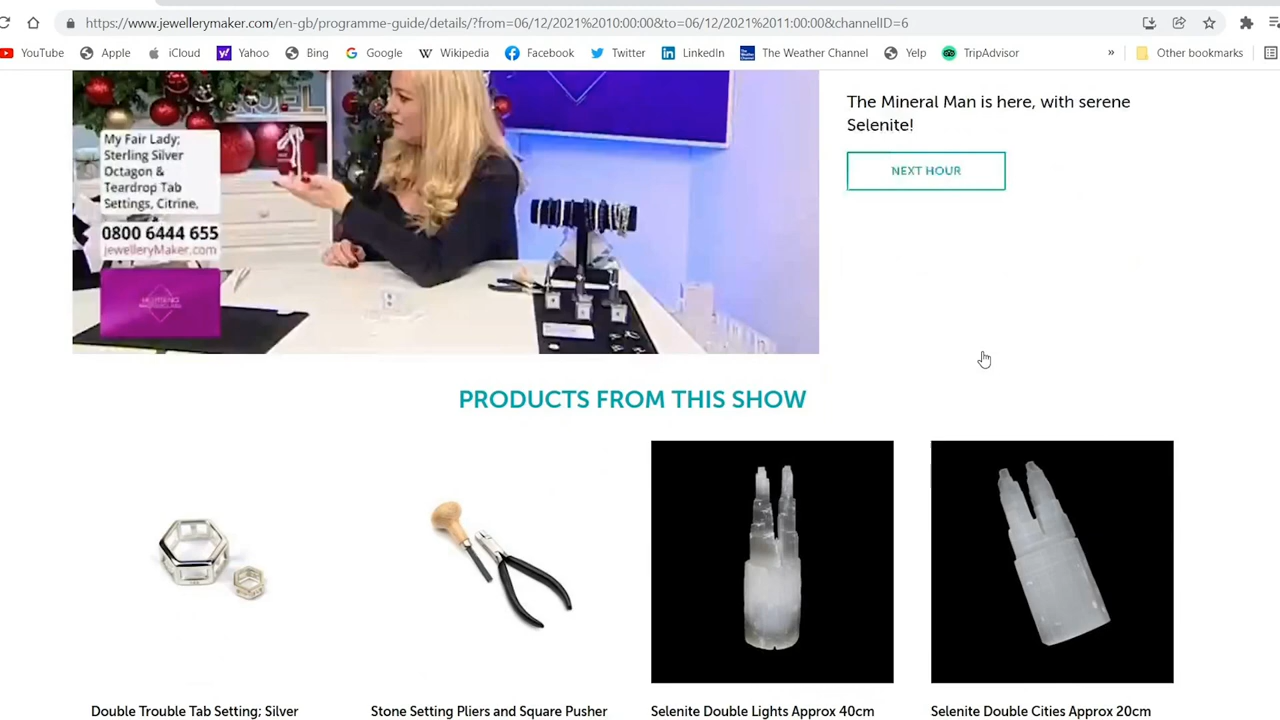 https://www.jewellerymaker.com/en-gb/programme-guide/details/?from=06/12/2021%2010:00:00&to=06/12/2021%2011:00:00&channelID=6
YouTube Apple iCloud Yahoo Bing Google Wikipedia Facebook Twitter LinkedIn The Weather Channel Yelp TripAdvisor » Other bookmarks
NOEL
My Fair Lady;
Sterling Silver
Octagon &
Teardrop Tab
Settings, Citrine,
0800 6444 655
jewelleryMaker.com
The Mineral Man is here, with serene
Selenite!
NEXT HOUR
PRODUCTS FROM THIS SHOW
Double Trouble Tab Setting; Silver
Stone Setting Pliers and Square Pusher
Selenite Double Lights Approx 40cm
Selenite Double Cities Approx 20cm